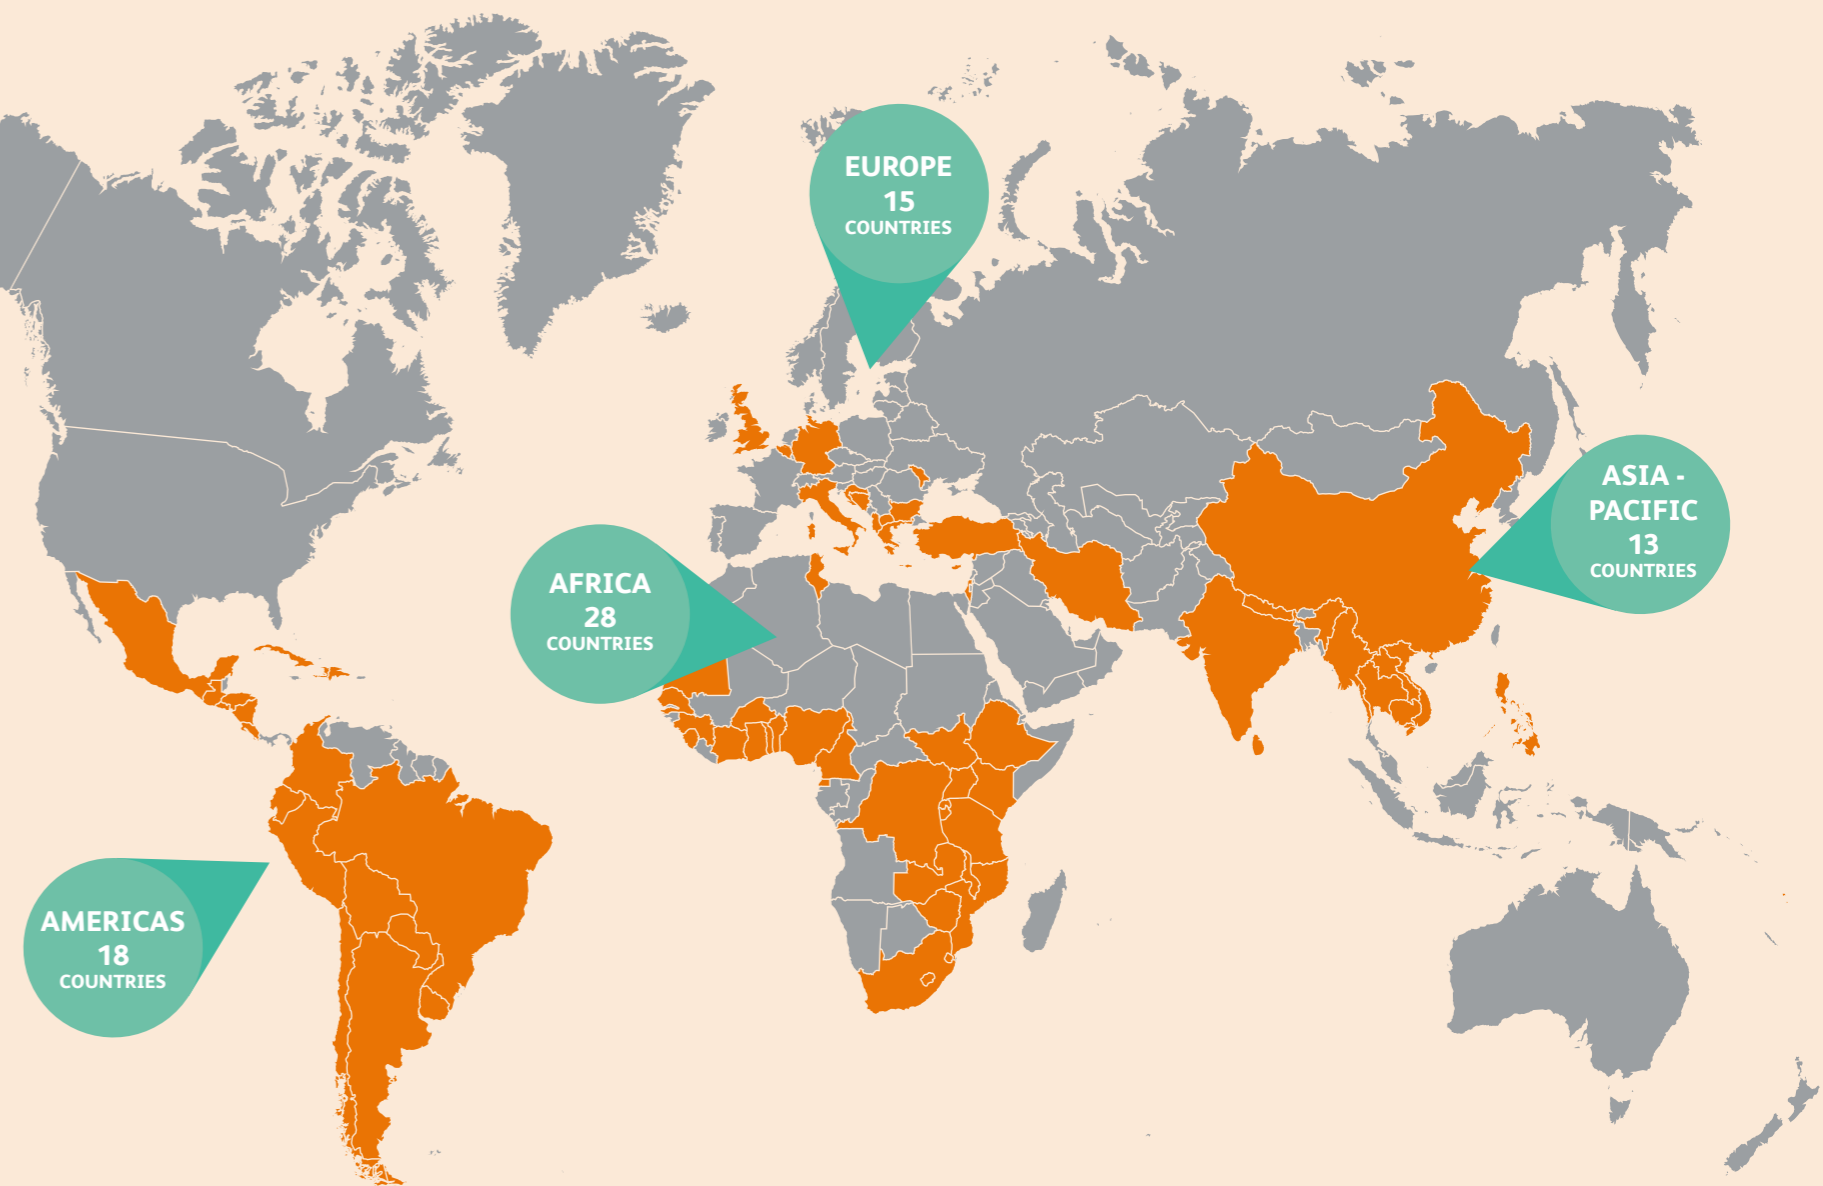 EUROPE
15
COUNTRIES
ASIA -
PACIFIC
13
COUNTRIES
AFRICA
28
COUNTRIES
AMERICAS
18
COUNTRIES